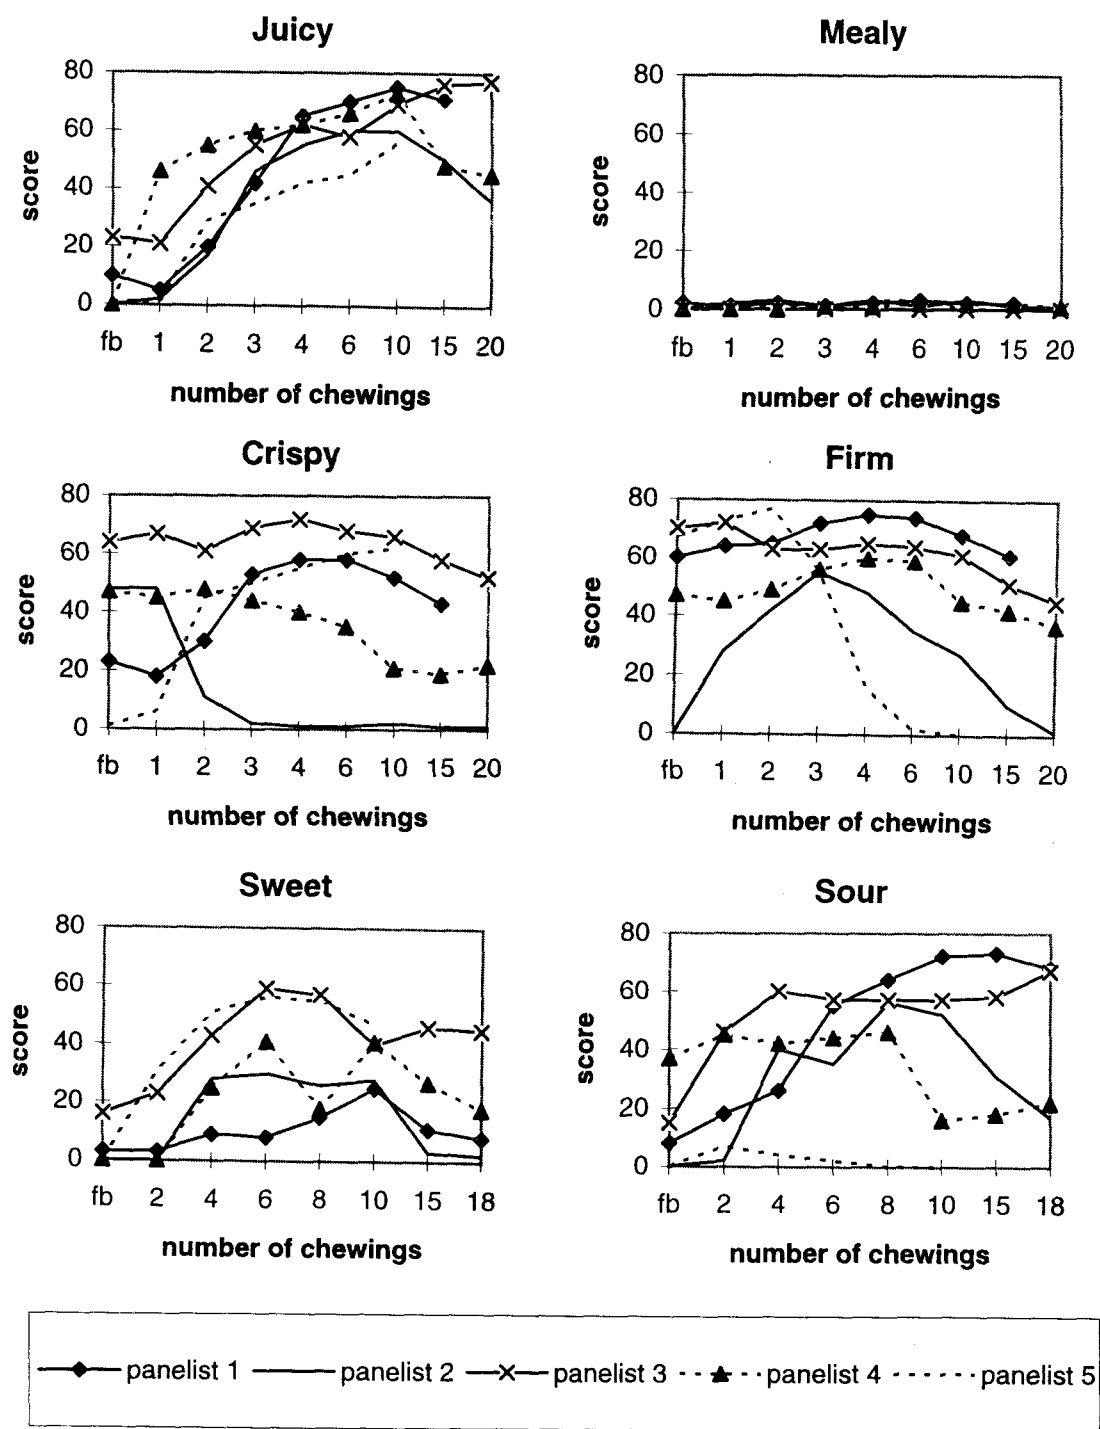 Juicy
80
60
40
20
0
score
fb 1 2 3 4 6 10 15 20
number of chewings
Mealy
80
60
40
20
0
score
fb 1 2 3 4 6 10 15 20
number of chewings
Crispy
80
60
40
20
0
score
fb 1 2 3 4 6 10 15 20
number of chewings
Firm
80
60
40
20
0
score
fb 1 2 3 4 6 10 15 20
number of chewings
Sweet
80
60
40
20
0
score
fb 2 4 6 8 10 15 18
number of chewings
Sour
80
60
40
20
0
score
fb 2 4 6 8 10 15 18
number of chewings
panelist 1 panelist 2 panelist 3 panelist 4 panelist 5